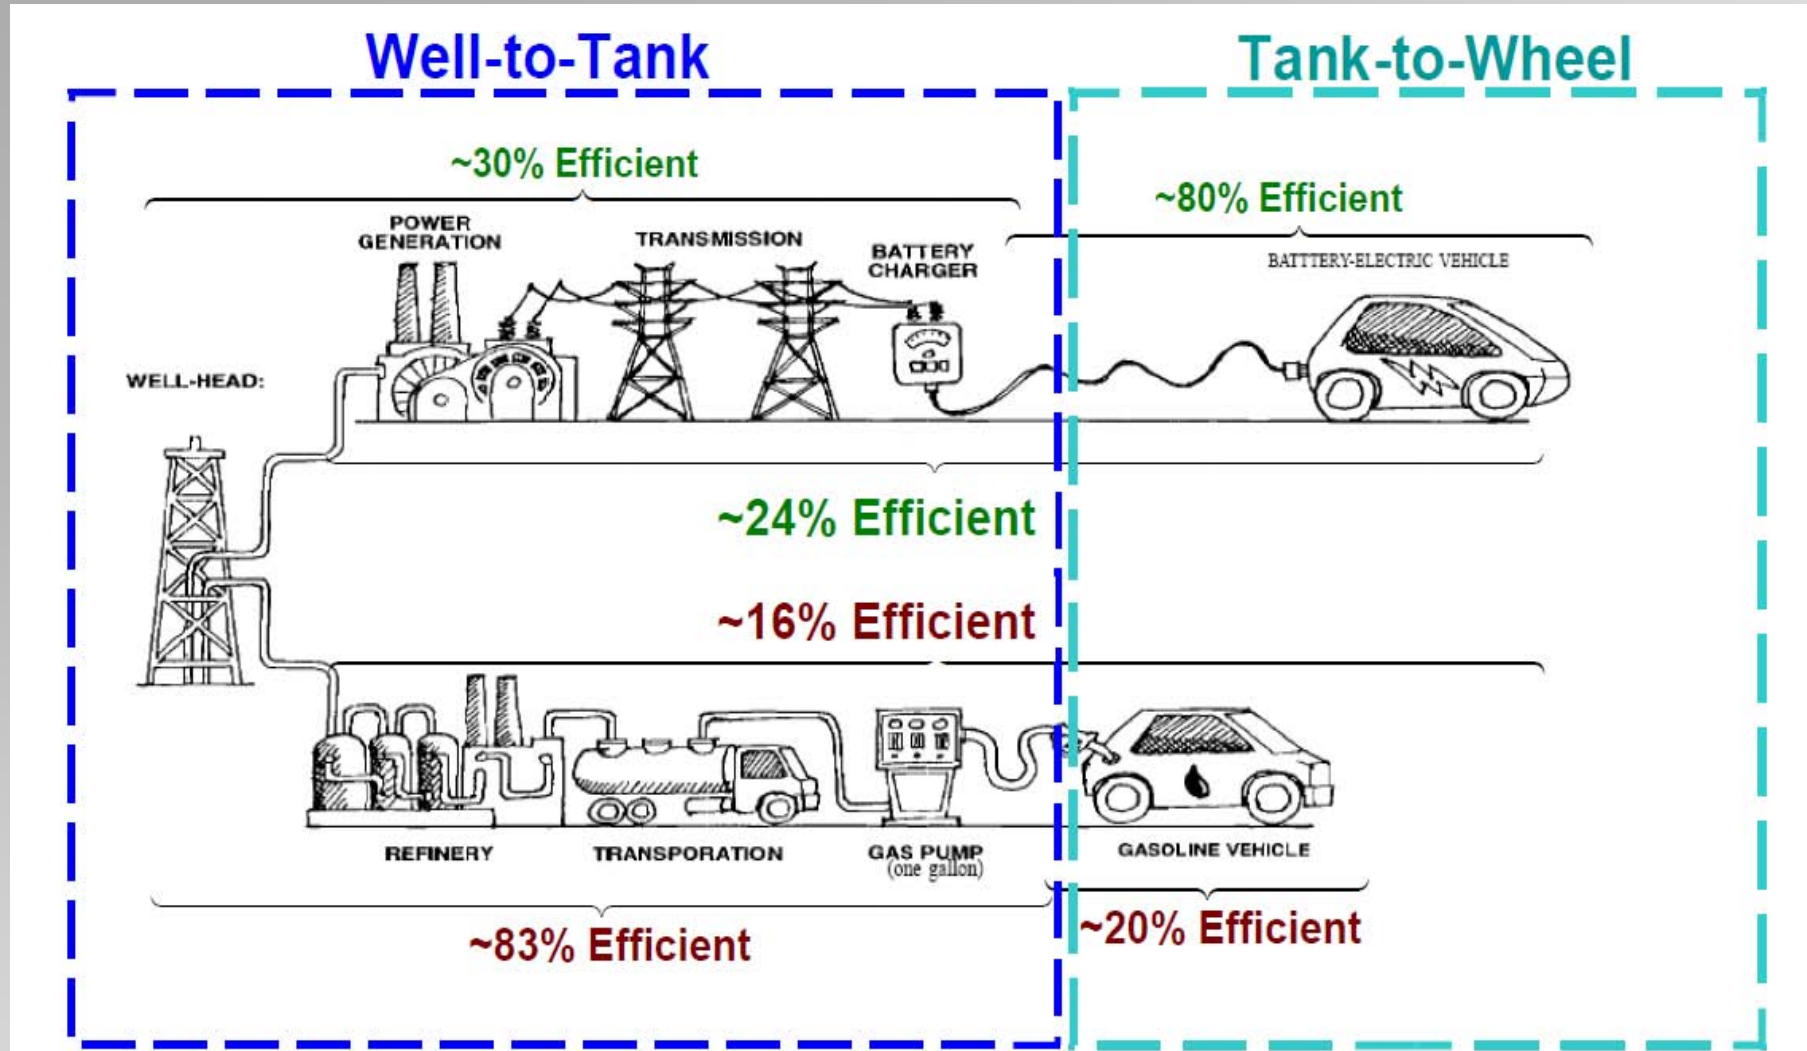 Well-to-Tank
Tank-to-Wheel
~30% Efficient
~80% Efficient
POWER
GENERATION
TRANSMISSION
BATTERY
CHARGER
BATTTERY-ELECTRIC VEHICLE
WELL-HEAD:
~24% Efficient
~16% Efficient
REFINERY
TRANSPORATION
GAS PUMP
(one gallon)
GASOLINE VEHICLE
~83% Efficient
~20% Efficient